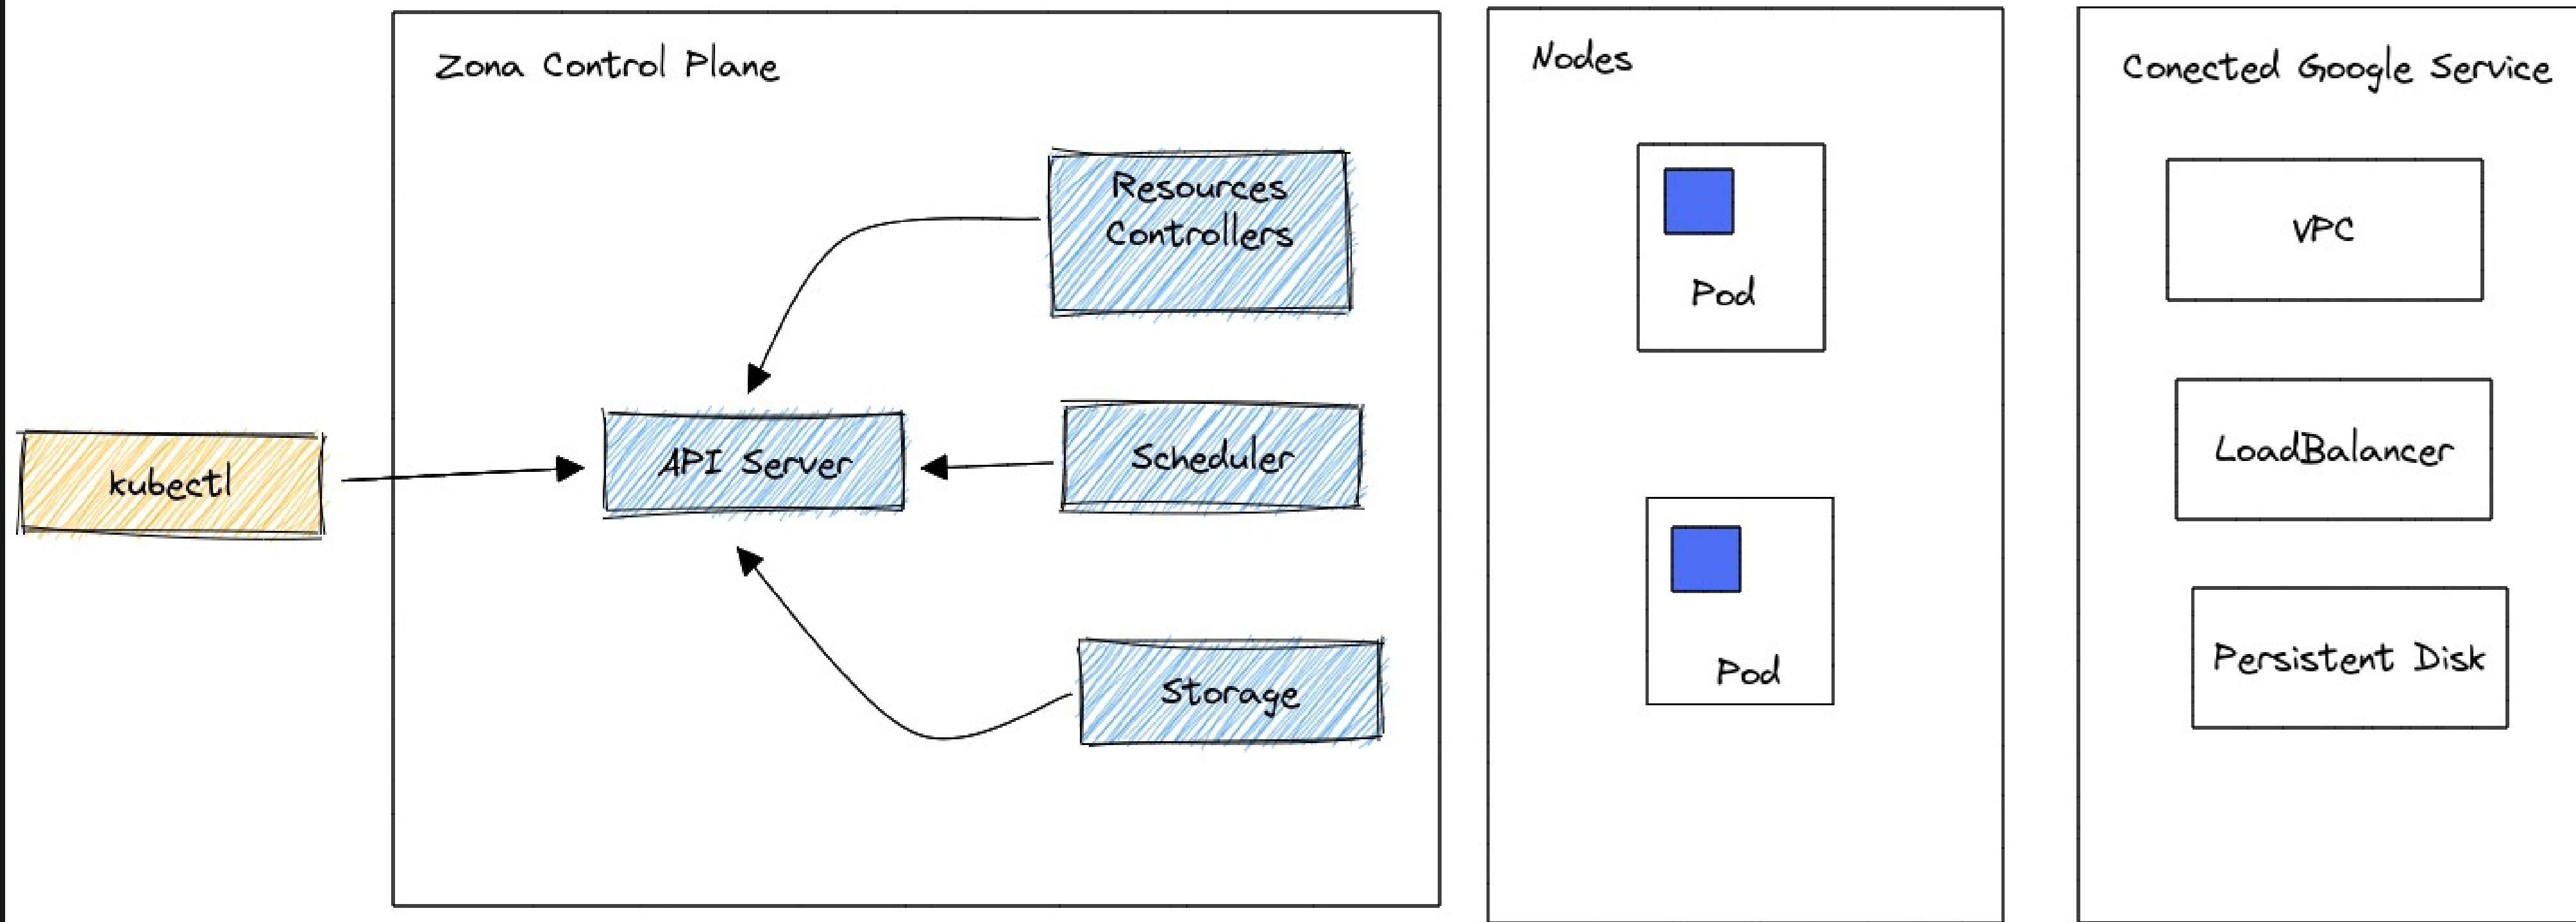 Zona Control Plane
Resources
Controllers
kubectl
API Server
Scheduler
Storage
Nodes
Pod
Pod
Conected Google Service
VPC
LoadBalancer
Persistent Disk